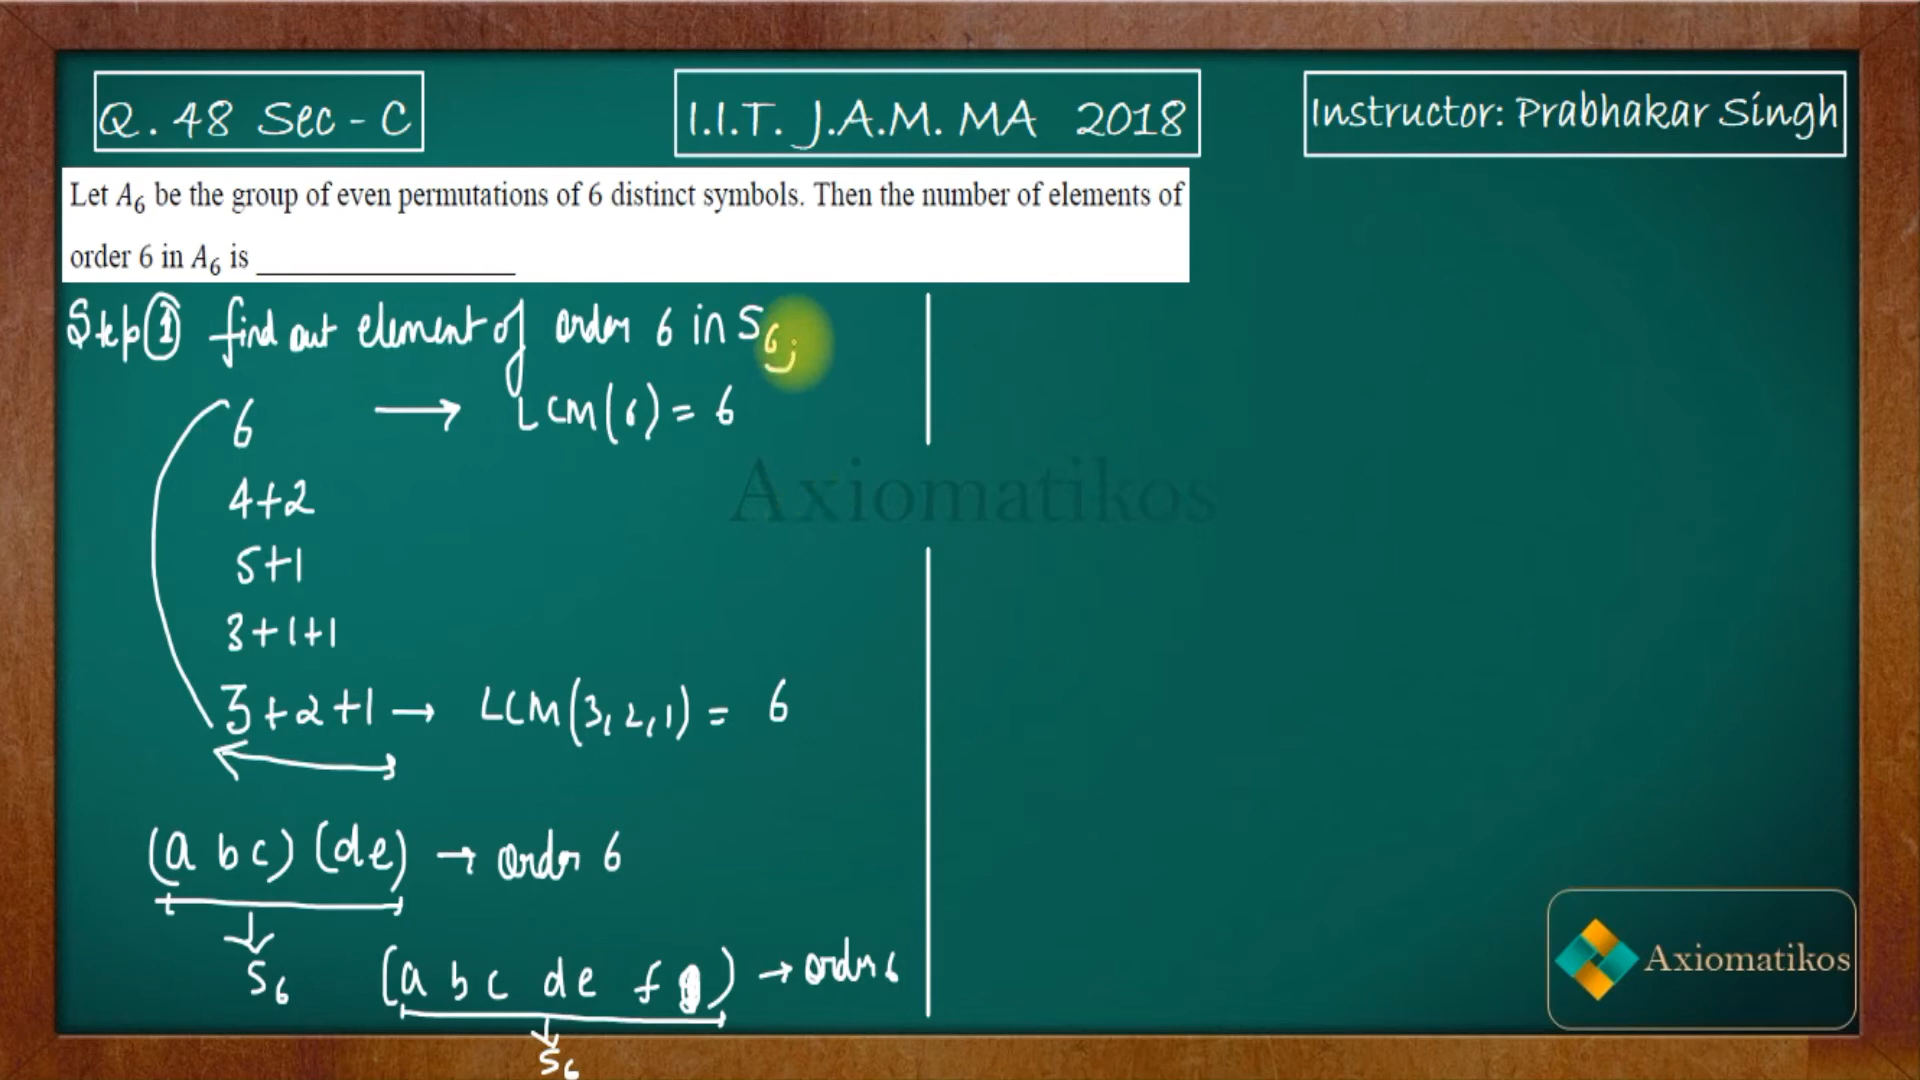 Q. 48 Sec - C
I.I.T. J.A.M. MA 2018
Instructor: Prabhakar Singh
Let A₆ be the group of even permutations of 6 distinct symbols. Then the number of elements of
order 6 in A₆ is _______________
Step ① find out element of order 6 in S₆;
6 → LCM(6) = 6
4+2
5+1
3+1+1
3+2+1 → LCM(3, 2, 1) = 6
(a b c) (d e) → order 6
↓
S₆
(a b c d e f ) → order 6
↓
S₆
Axiomatikos
Axiomatikos